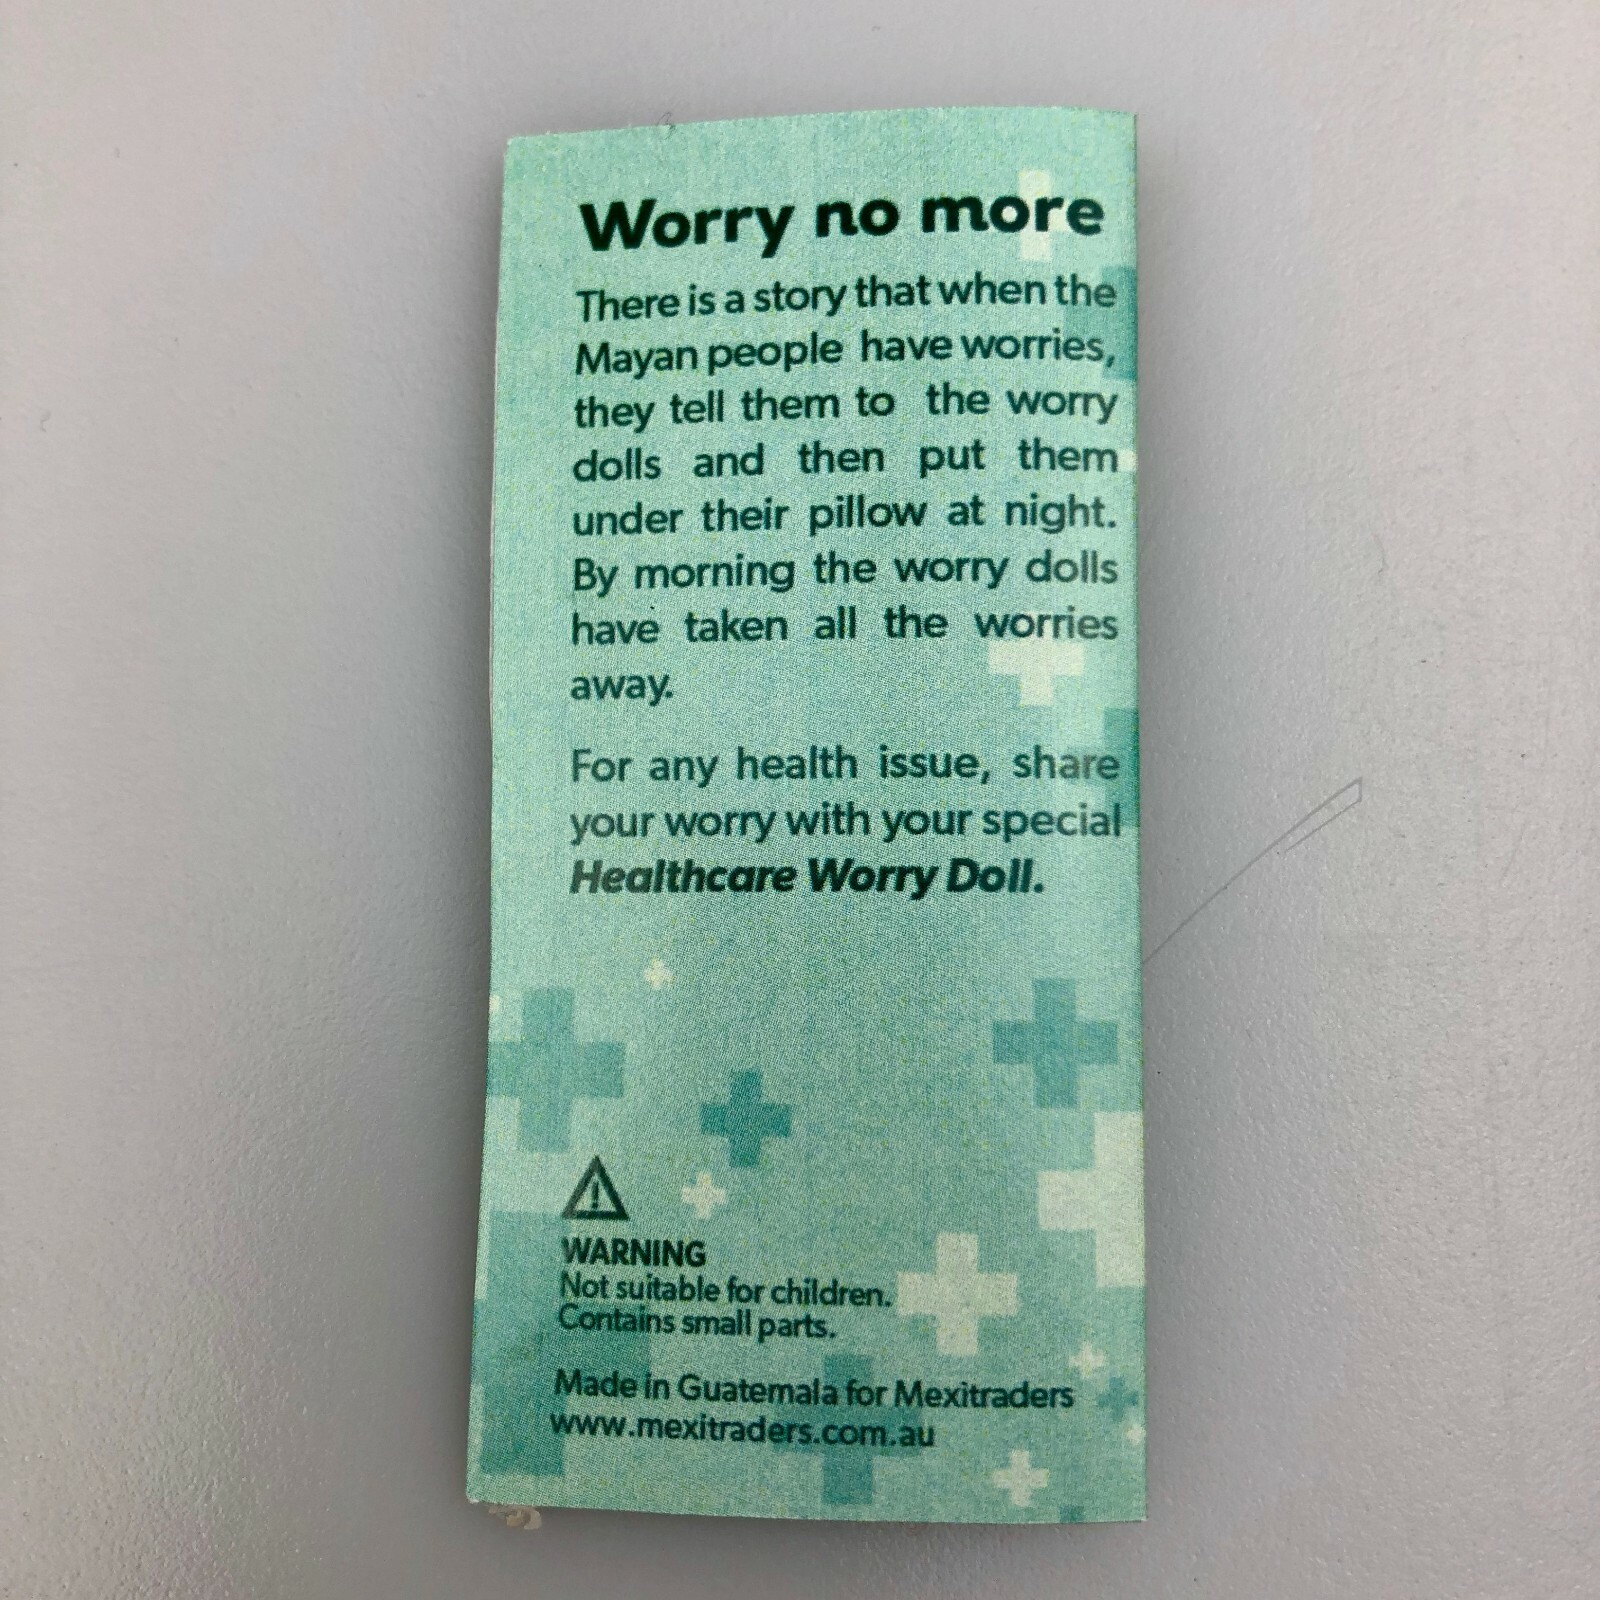 Worry no more
There is a story that when the
Mayan people have worries,
they tell them to the worry
dolls and then put them
under their pillow at night.
By morning the worry dolls
have taken all the worries
away.
For any health issue, share
your worry with your special
Healthcare Worry Doll.
WARNING
Not suitable for children.
Contains small parts.
Made in Guatemala for Mexitraders
www.mexitraders.com.au